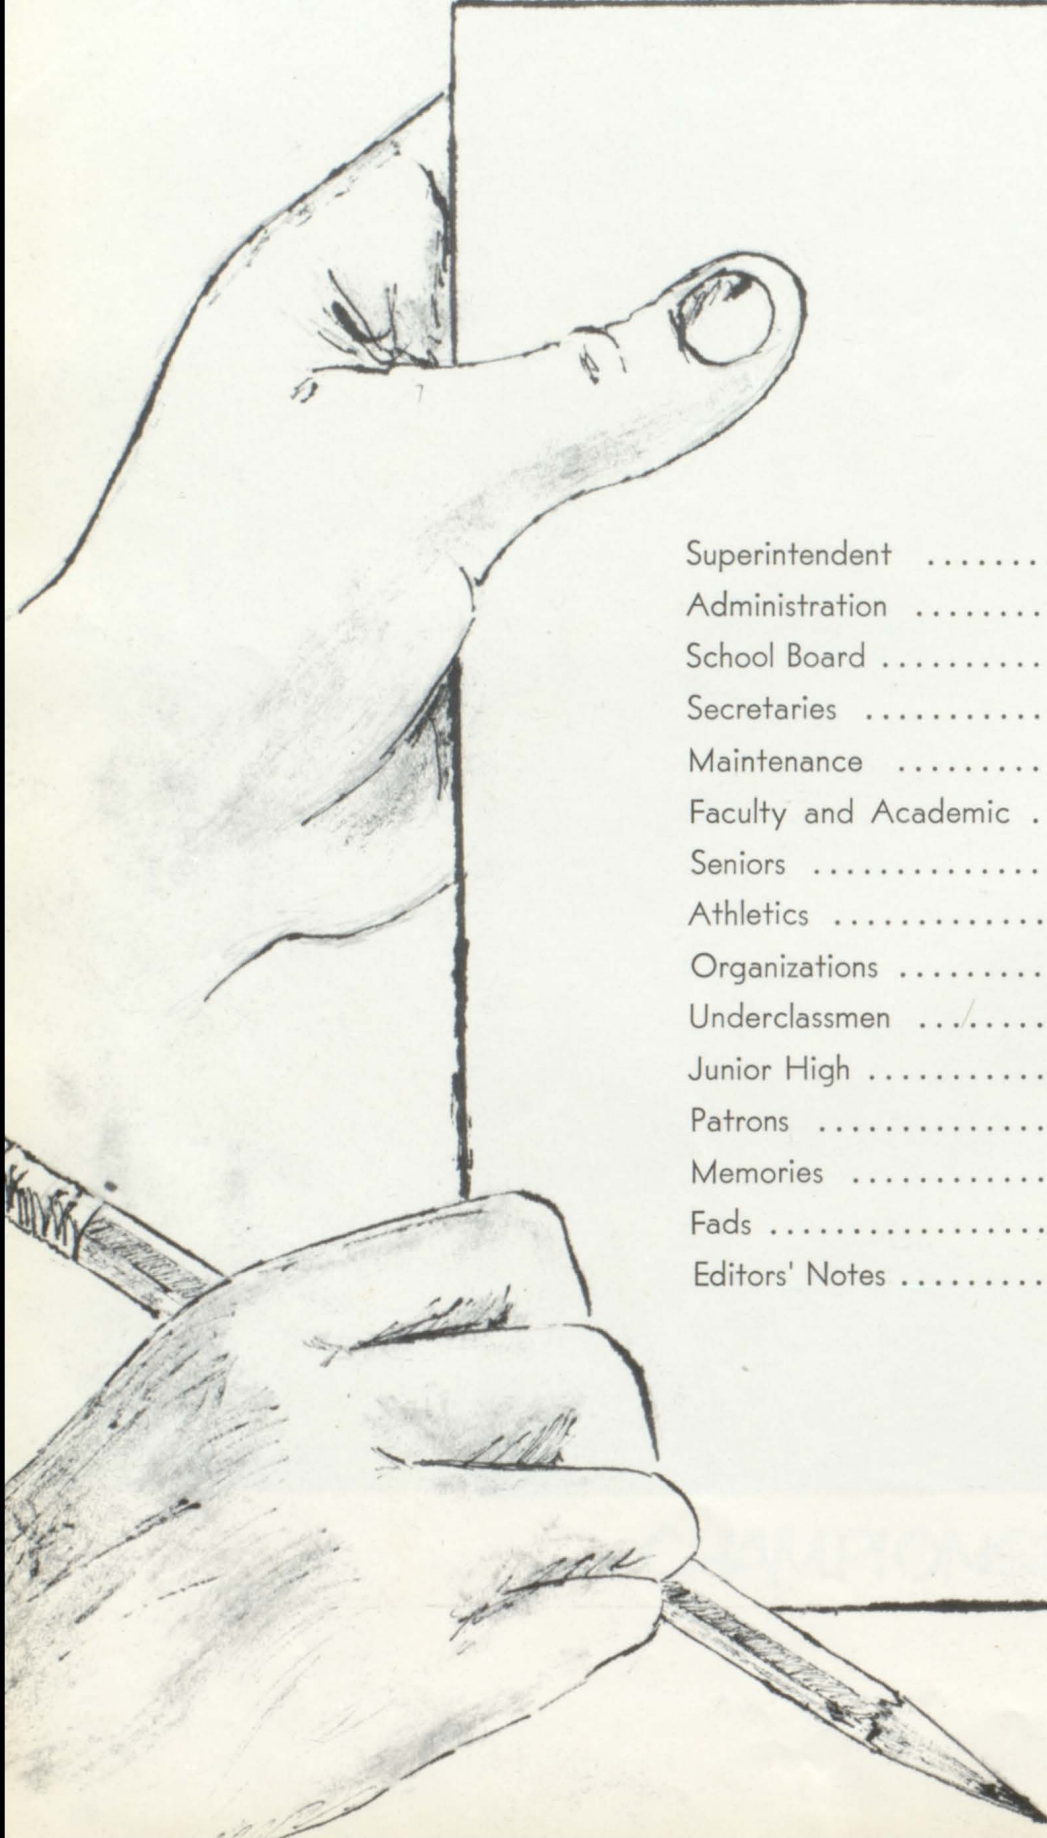 Superintendent .......
Administration ........
School Board ..........
Secretaries ...........
Maintenance .........
Faculty and Academic .
Seniors ..............
Athletics .............
Organizations .........
Underclassmen ........
Junior High ...........
Patrons ..............
Memories ............
Fads .................
Editors' Notes .........